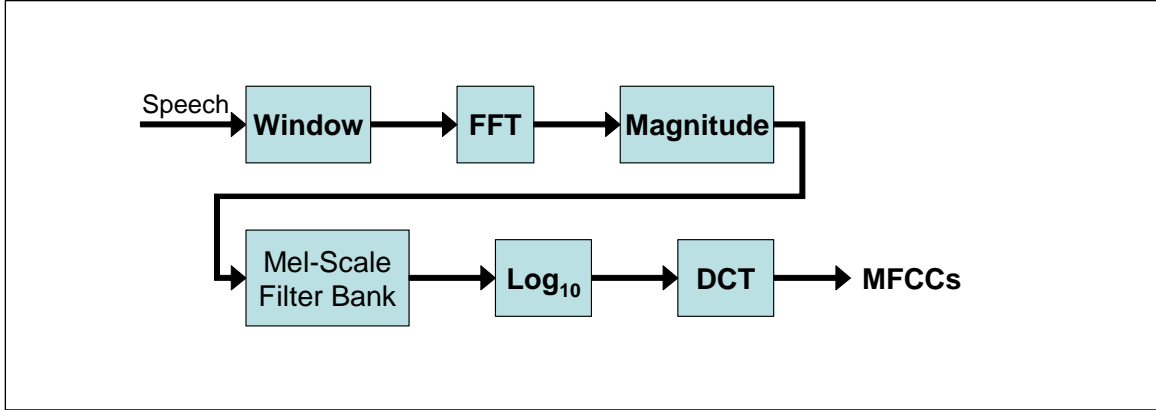 Speech
Window
FFT
Magnitude
Mel-Scale
Filter Bank
Log₁₀
DCT
MFCCs